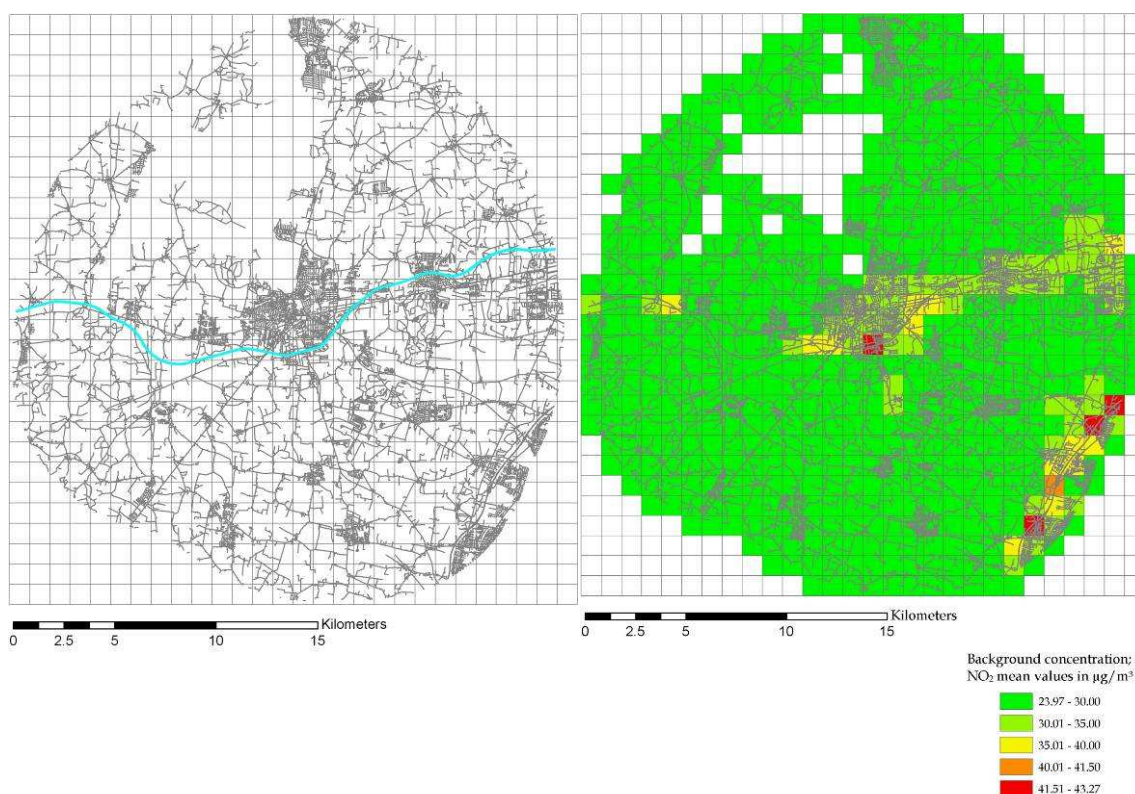 Kilometers
0 2.5 5 10 15
Kilometers
0 2.5 5 10 15
Background concentration;
NO₂ mean values in µg/m³
23.97 - 30.00
30.01 - 35.00
35.01 - 40.00
40.01 - 41.50
41.51 - 43.27